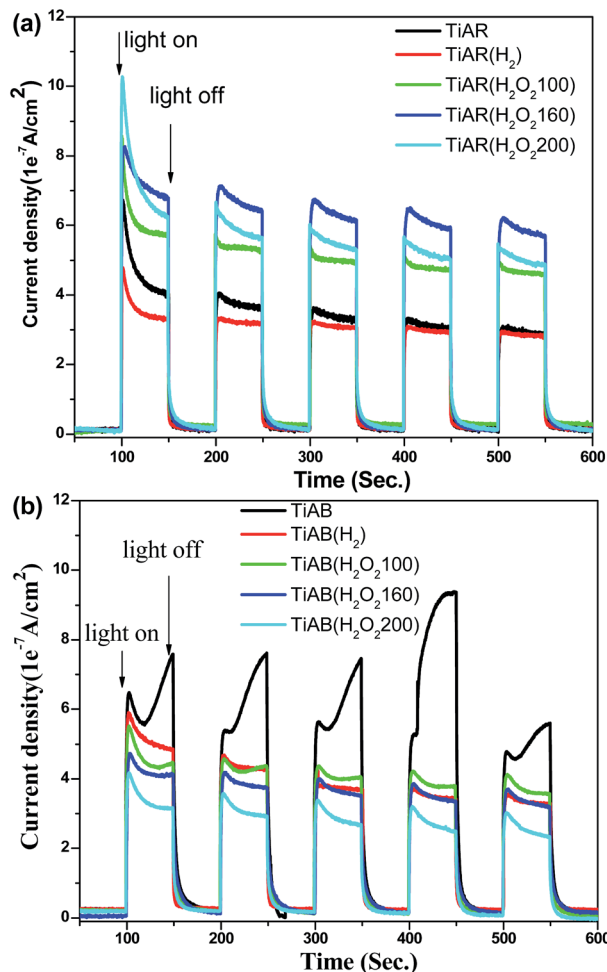 (a)
light on
light off
TiAR
TiAR(H₂)
TiAR(H₂O₂100)
TiAR(H₂O₂160)
TiAR(H₂O₂200)
Current density(1e⁻⁷A/cm²)
12
10
8
6
4
2
0
100 200 300 400 500 600
Time (Sec.)
(b)
light off
light on
TiAB
TiAB(H₂)
TiAB(H₂O₂100)
TiAB(H₂O₂160)
TiAB(H₂O₂200)
Current density(1e⁻⁷A/cm²)
12
10
8
6
4
2
0
100 200 300 400 500 600
Time (Sec.)